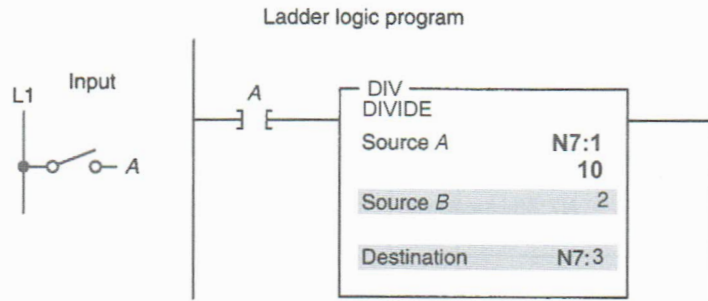 Ladder logic program
Input
L1
A
A
DIV
DIVIDE
Source A N7:1
10
Source B 2
Destination N7:3